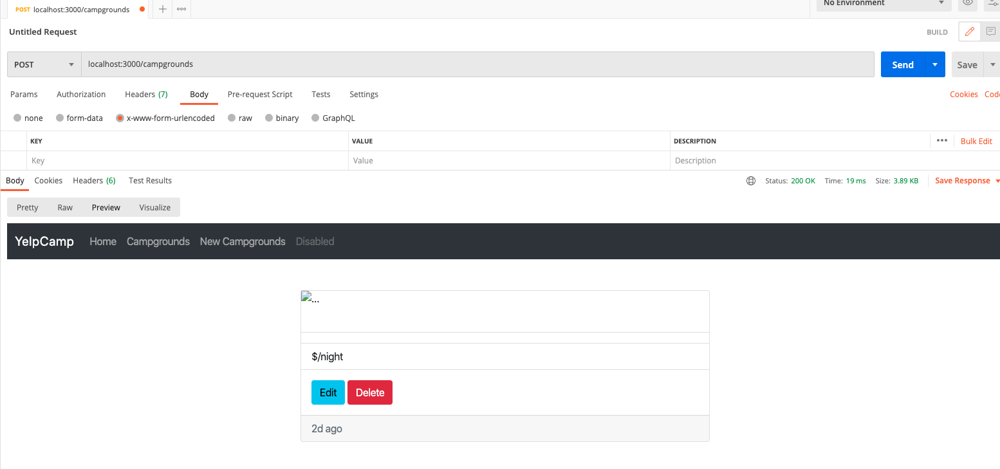 POST localhost:3000/campgrounds
No Environment
Untitled Request
BUILD
POST localhost:3000/campgrounds Send Save
Params Authorization Headers (7) Body Pre-request Script Tests Settings Cookies Code
none form-data x-www-form-urlencoded raw binary GraphQL
KEY VALUE DESCRIPTION Bulk Edit
Key Value Description
Body Cookies Headers (6) Test Results Status: 200 OK Time: 19 ms Size: 3.89 KB Save Response
Pretty Raw Preview Visualize
YelpCamp Home Campgrounds New Campgrounds Disabled
...
$/night
Edit Delete
2d ago